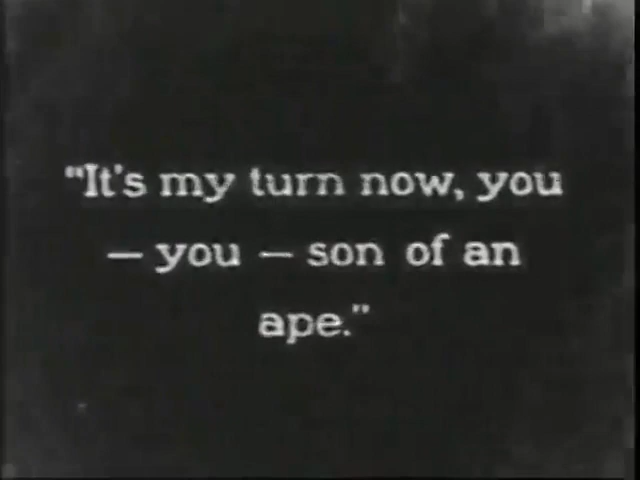 "It's my turn now, you
— you — son of an
ape."